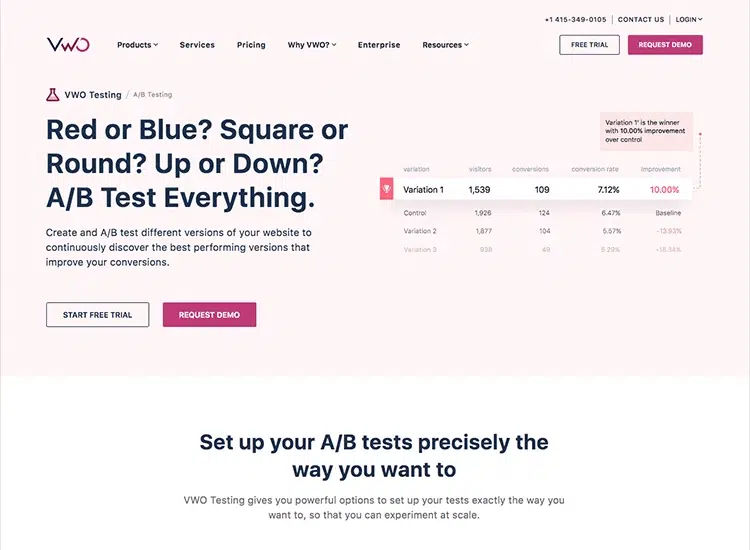 +1 415-349-0105 | CONTACT US | LOGIN
VWO Products Services Pricing Why VWO? Enterprise Resources FREE TRIAL REQUEST DEMO
VWO Testing / A/B Testing
Red or Blue? Square or
Round? Up or Down?
A/B Test Everything.
Create and A/B test different versions of your website to
continuously discover the best performing versions that
improve your conversions.
START FREE TRIAL REQUEST DEMO
Variation 1' is the winner
with 10.00% improvement
over control
variation visitors conversions conversion rate Improvement
Variation 1 1,539 109 7.12% 10.00%
Control 1,926 124 6.47% Baseline
Variation 2 1,877 104 5.57% -13.93%
Variation 3 938 49 5.29% -18.34%
Set up your A/B tests precisely the
way you want to
VWO Testing gives you powerful options to set up your tests exactly the way you
want to, so that you can experiment at scale.